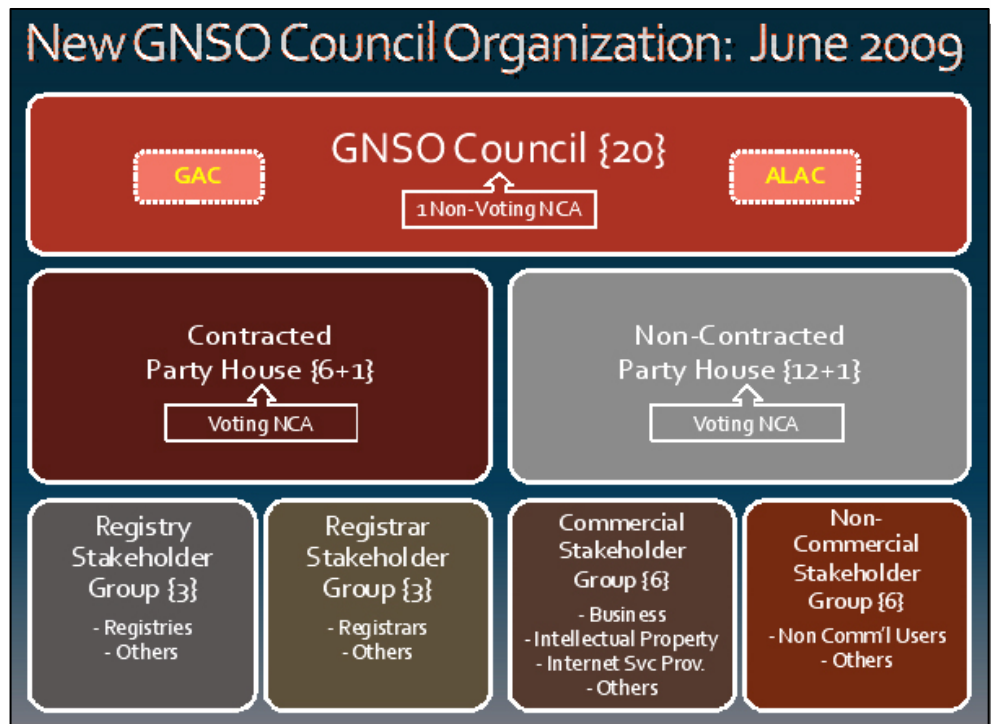 New GNSO Council Organization: June 2009
GNSO Council {20}
GAC
ALAC
1 Non-Voting NCA
Contracted
Party House {6+1}
Voting NCA
Non-Contracted
Party House {12+1}
Voting NCA
Registry
Stakeholder
Group {3}
- Registries
- Others
Registrar
Stakeholder
Group {3}
- Registrars
- Others
Commercial
Stakeholder
Group {6}
- Business
- Intellectual Property
- Internet Svc Prov.
- Others
Non-
Commercial
Stakeholder
Group {6}
- Non Comm'l Users
- Others